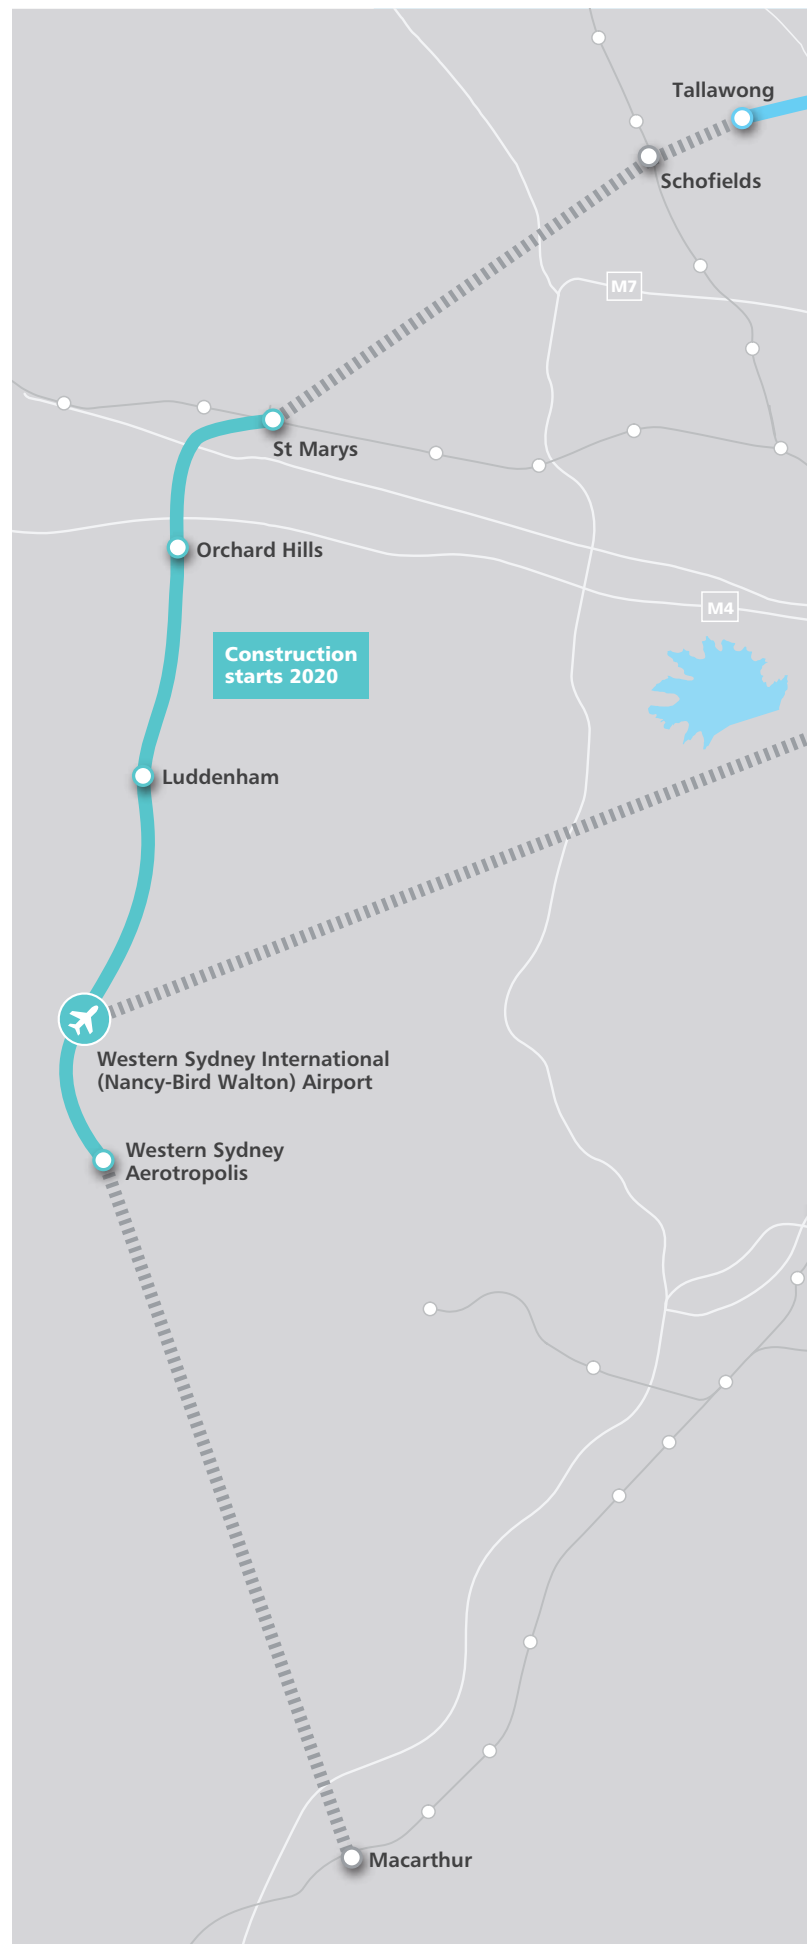 Tallawong
Schofields
M7
St Marys
Orchard Hills
M4
Construction
starts 2020
Luddenham
Western Sydney International
(Nancy-Bird Walton) Airport
Western Sydney
Aerotropolis
Macarthur